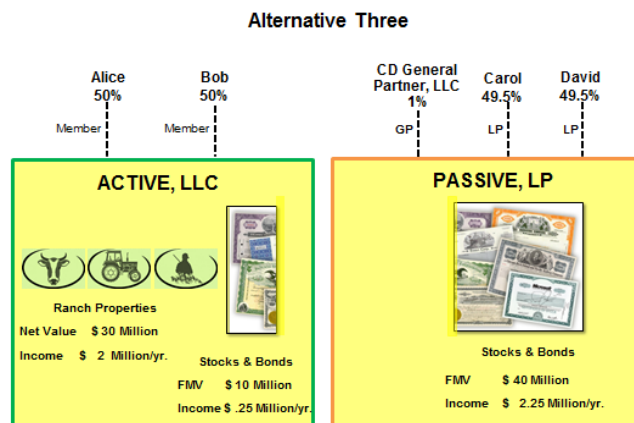 Alternative Three
Alice
50%
Bob
50%
CD General
Partner, LLC
1%
Carol
49.5%
David
49.5%
Member
Member
GP
LP
LP
ACTIVE, LLC
Ranch Properties
Net Value $ 30 Million
Income $ 2 Million/yr.
Stocks & Bonds
FMV $ 10 Million
Income $ .25 Million/yr.
PASSIVE, LP
Stocks & Bonds
FMV $ 40 Million
Income $ 2.25 Million/yr.